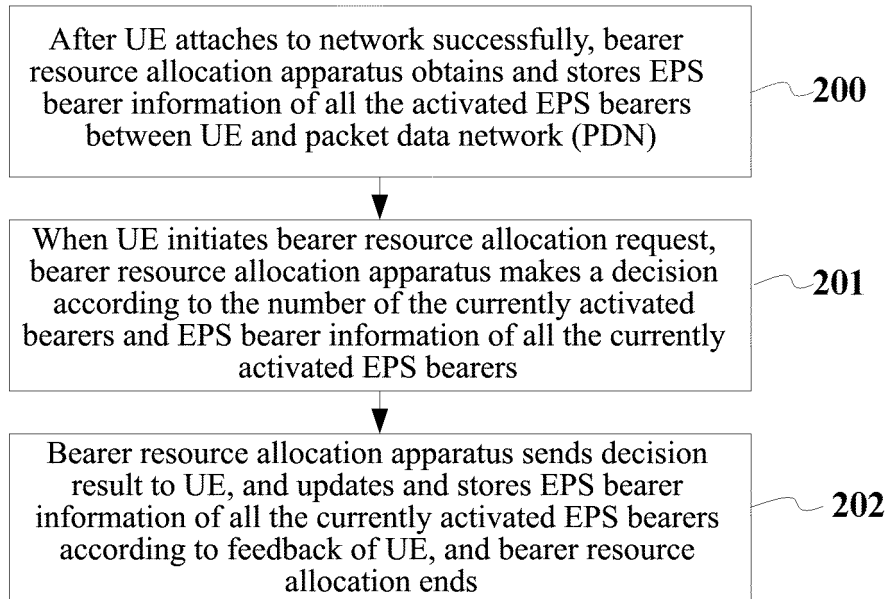 After UE attaches to network successfully, bearer
resource allocation apparatus obtains and stores EPS
bearer information of all the activated EPS bearers
between UE and packet data network (PDN)
200
When UE initiates bearer resource allocation request,
bearer resource allocation apparatus makes a decision
according to the number of the currently activated
bearers and EPS bearer information of all the currently
activated EPS bearers
201
Bearer resource allocation apparatus sends decision
result to UE, and updates and stores EPS bearer
information of all the currently activated EPS bearers
according to feedback of UE, and bearer resource
allocation ends
202